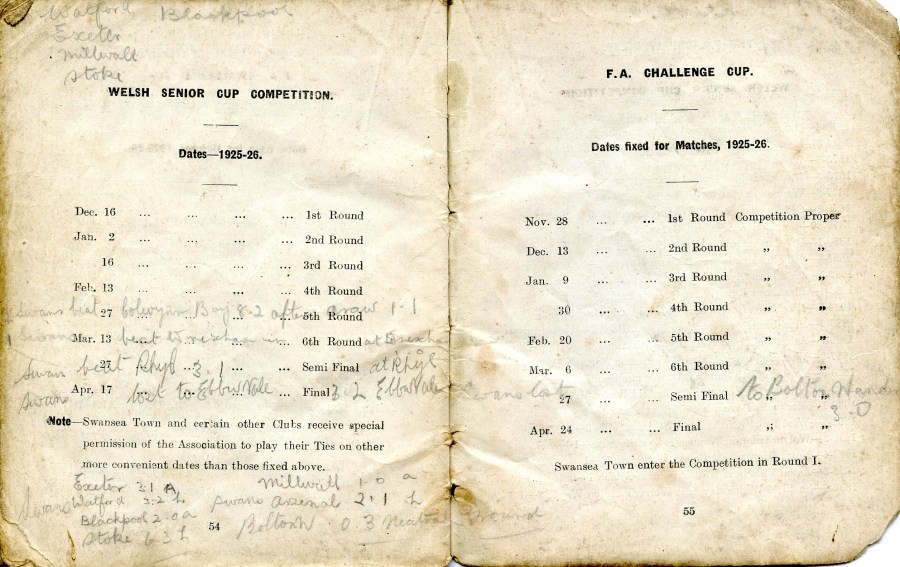 Watford Blackpool
Exeter
Millwall
Stoke
WELSH SENIOR CUP COMPETITION.
Dates—1925-26.
Dec. 16 ... ... ... ... 1st Round
Jan. 2 ... ... ... ... 2nd Round
16 ... ... ... ... 3rd Round
Feb. 13 ... ... ... ... 4th Round
Swans beat Colwyn Bay 8-2 after draw 1-1
27 ... ... ... ... 5th Round
Swans beat
Mar. 13 ... ... ... ... 6th Round at
Swans beat Rhyl 3.1 at Rhyl
27 ... ... Semi Final
Swans lost to Ebbw Vale 3-2 Ebbw Vale
Apr. 17 Final
Note—Swansea Town and certain other Clubs receive special
permission of the Association to play their Ties on other
more convenient dates than those fixed above.
Exeter 3.1 A
Swans Watford 3.2 h
Blackpool 2.0 a
Stoke 6.3 h
Millwall 1-0 a
Swans Arsenal 2-1 h
Bolton 0.3 Neutral Ground
54
F.A. CHALLENGE CUP.
Dates fixed for Matches, 1925-26.
Nov. 28 ... ... 1st Round Competition Proper
Dec. 13 ... ... 2nd Round „ „
Jan. 9 ... ... 3rd Round „ „
30 ... ... 4th Round „ „
Feb. 20 ... ... 5th Round „ „
Mar. 6 ... ... 6th Round „ „
Swans lost to Bolton Wand
3-0
27 ... ... Semi Final „ „
Apr. 24 ... ... Final „ „
Swansea Town enter the Competition in Round I.
55